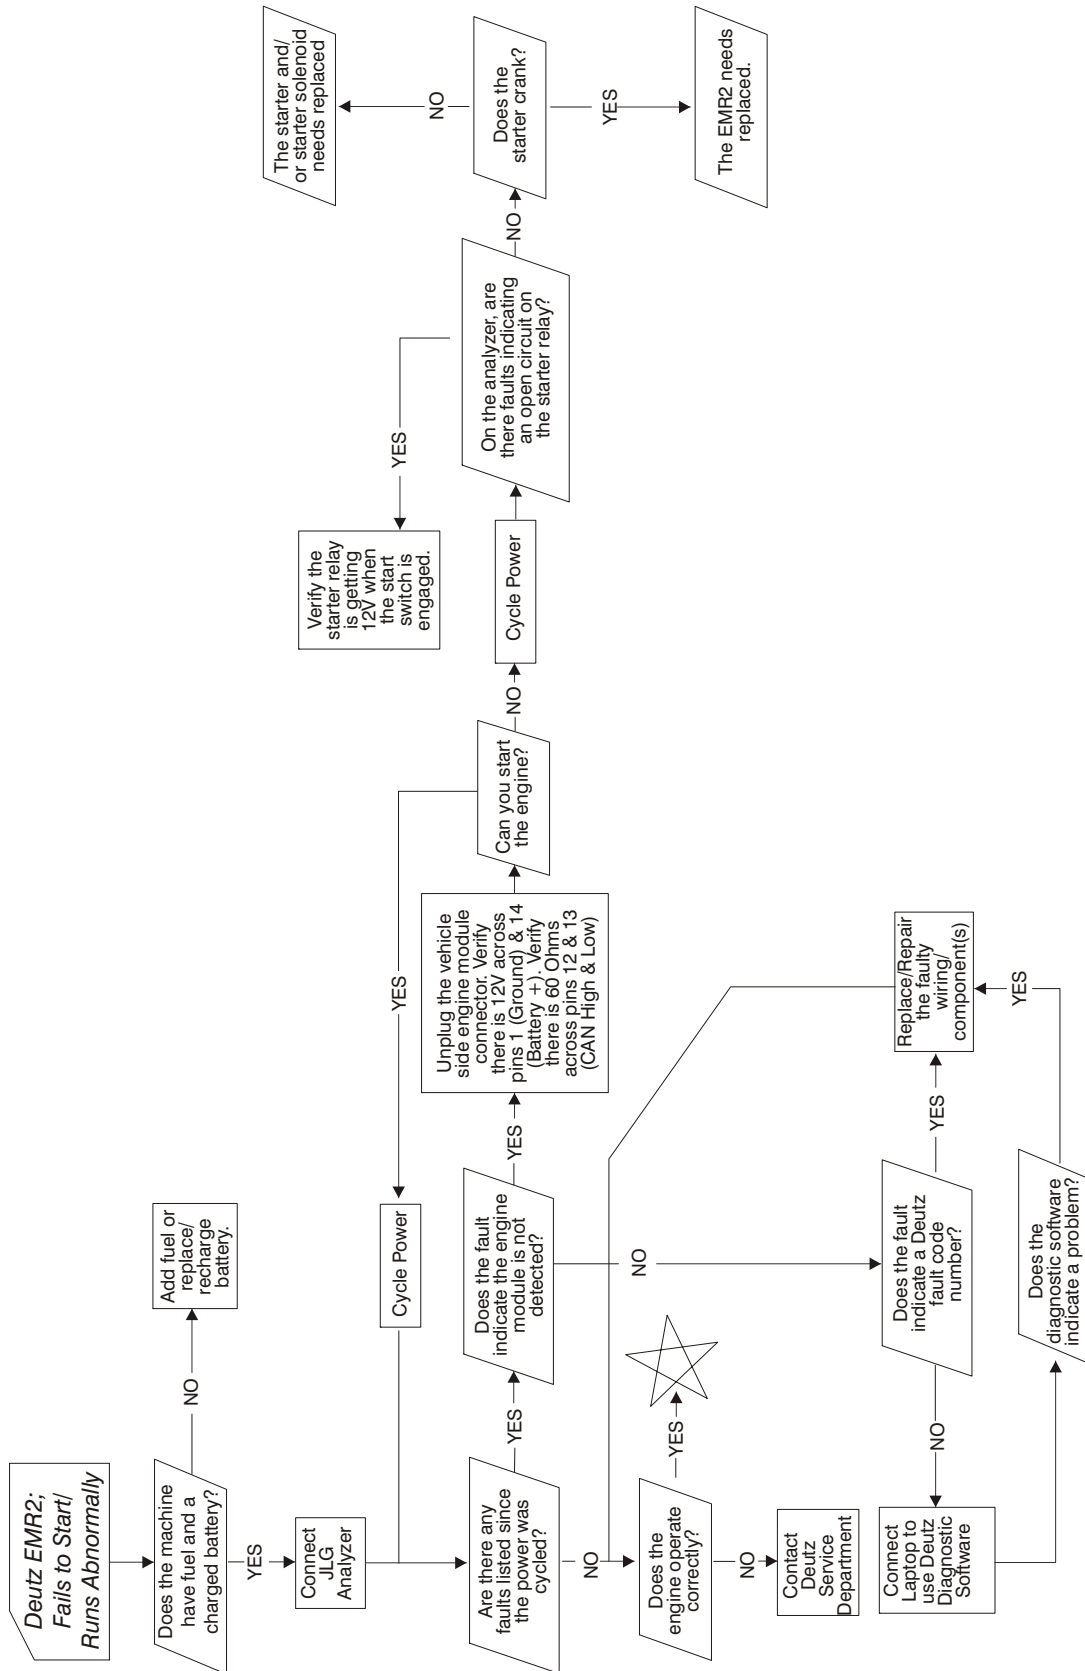 Deutz EMR2;
Fails to Start/
Runs Abnormally
Does the machine
have fuel and a
charged battery?
NO
Add fuel or
replace/
recharge
battery.
YES
Connect
JLG
Analyzer
Are there any
faults listed since
the power was
cycled?
YES
Does the fault
indicate the engine
module is not
detected?
YES
Unplug the vehicle
side engine module
connector. Verify
there is 12V across
pins 1 (Ground) & 14
(Battery +). Verify
there is 60 Ohms
across pins 12 & 13
(CAN High & Low)
Can you start
the engine?
YES
Cycle Power
NO
Cycle Power
On the analyzer, are
there faults indicating
an open circuit on
the starter relay?
YES
Verify the
starter relay
is getting
12V when
the start
switch is
engaged.
NO
Does the
starter crank?
NO
The starter and/
or starter solenoid
needs replaced
YES
The EMR2 needs
replaced.
NO
Does the
engine operate
correctly?
YES
NO
Contact
Deutz
Service
Department
NO
Does the fault
indicate a Deutz
fault code
number?
YES
Replace/Repair
the faulty
wiring/
component(s)
NO
Connect
Laptop to
use Deutz
Diagnostic
Software
Does the
diagnostic software
indicate a problem?
YES